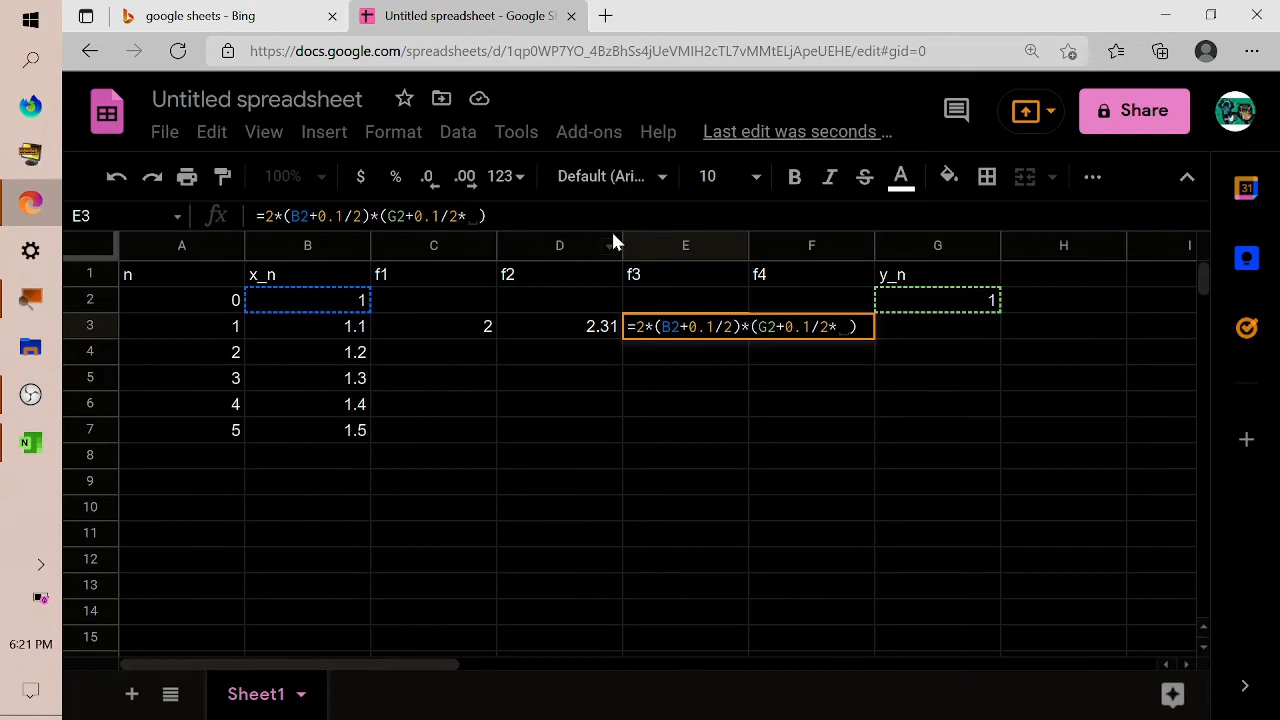 google sheets - Bing
Untitled spreadsheet - Google S
https://docs.google.com/spreadsheets/d/1qp0WP7YO_4BzBhSs4jUeVMIH2cTL7vMMtELjApeUEHE/edit#gid=0
Untitled spreadsheet
Share
File Edit View Insert Format Data Tools Add-ons Help Last edit was seconds ...
100% $ % .0 .00 123 Default (Ari... 10 B I S A
E3 fx =2*(B2+0.1/2)*(G2+0.1/2*_)
A B C D E F G H I
1 n x_n f1 f2 f3 f4 y_n
2 0 1 1
3 1 1.1 2 2.31 =2*(B2+0.1/2)*(G2+0.1/2*_)
4 2 1.2
5 3 1.3
6 4 1.4
7 5 1.5
8
9
10
11
12
13
14
15
31
N
6:21 PM
Sheet1